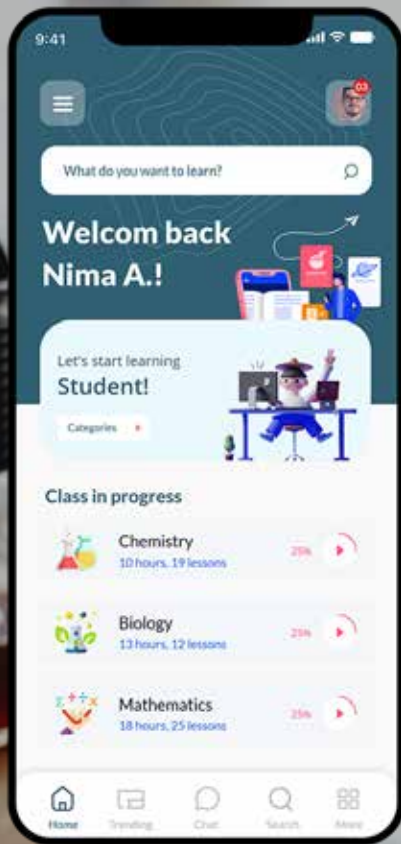 9:41
03
What do you want to learn?
Welcom back
Nima A.!
Let's start learning
Student!
Categories
Class in progress
Chemistry
10 hours, 19 lessons
25%
Biology
13 hours, 12 lessons
25%
Mathematics
18 hours, 25 lessons
25%
Home
Trending
Chat
Search
More